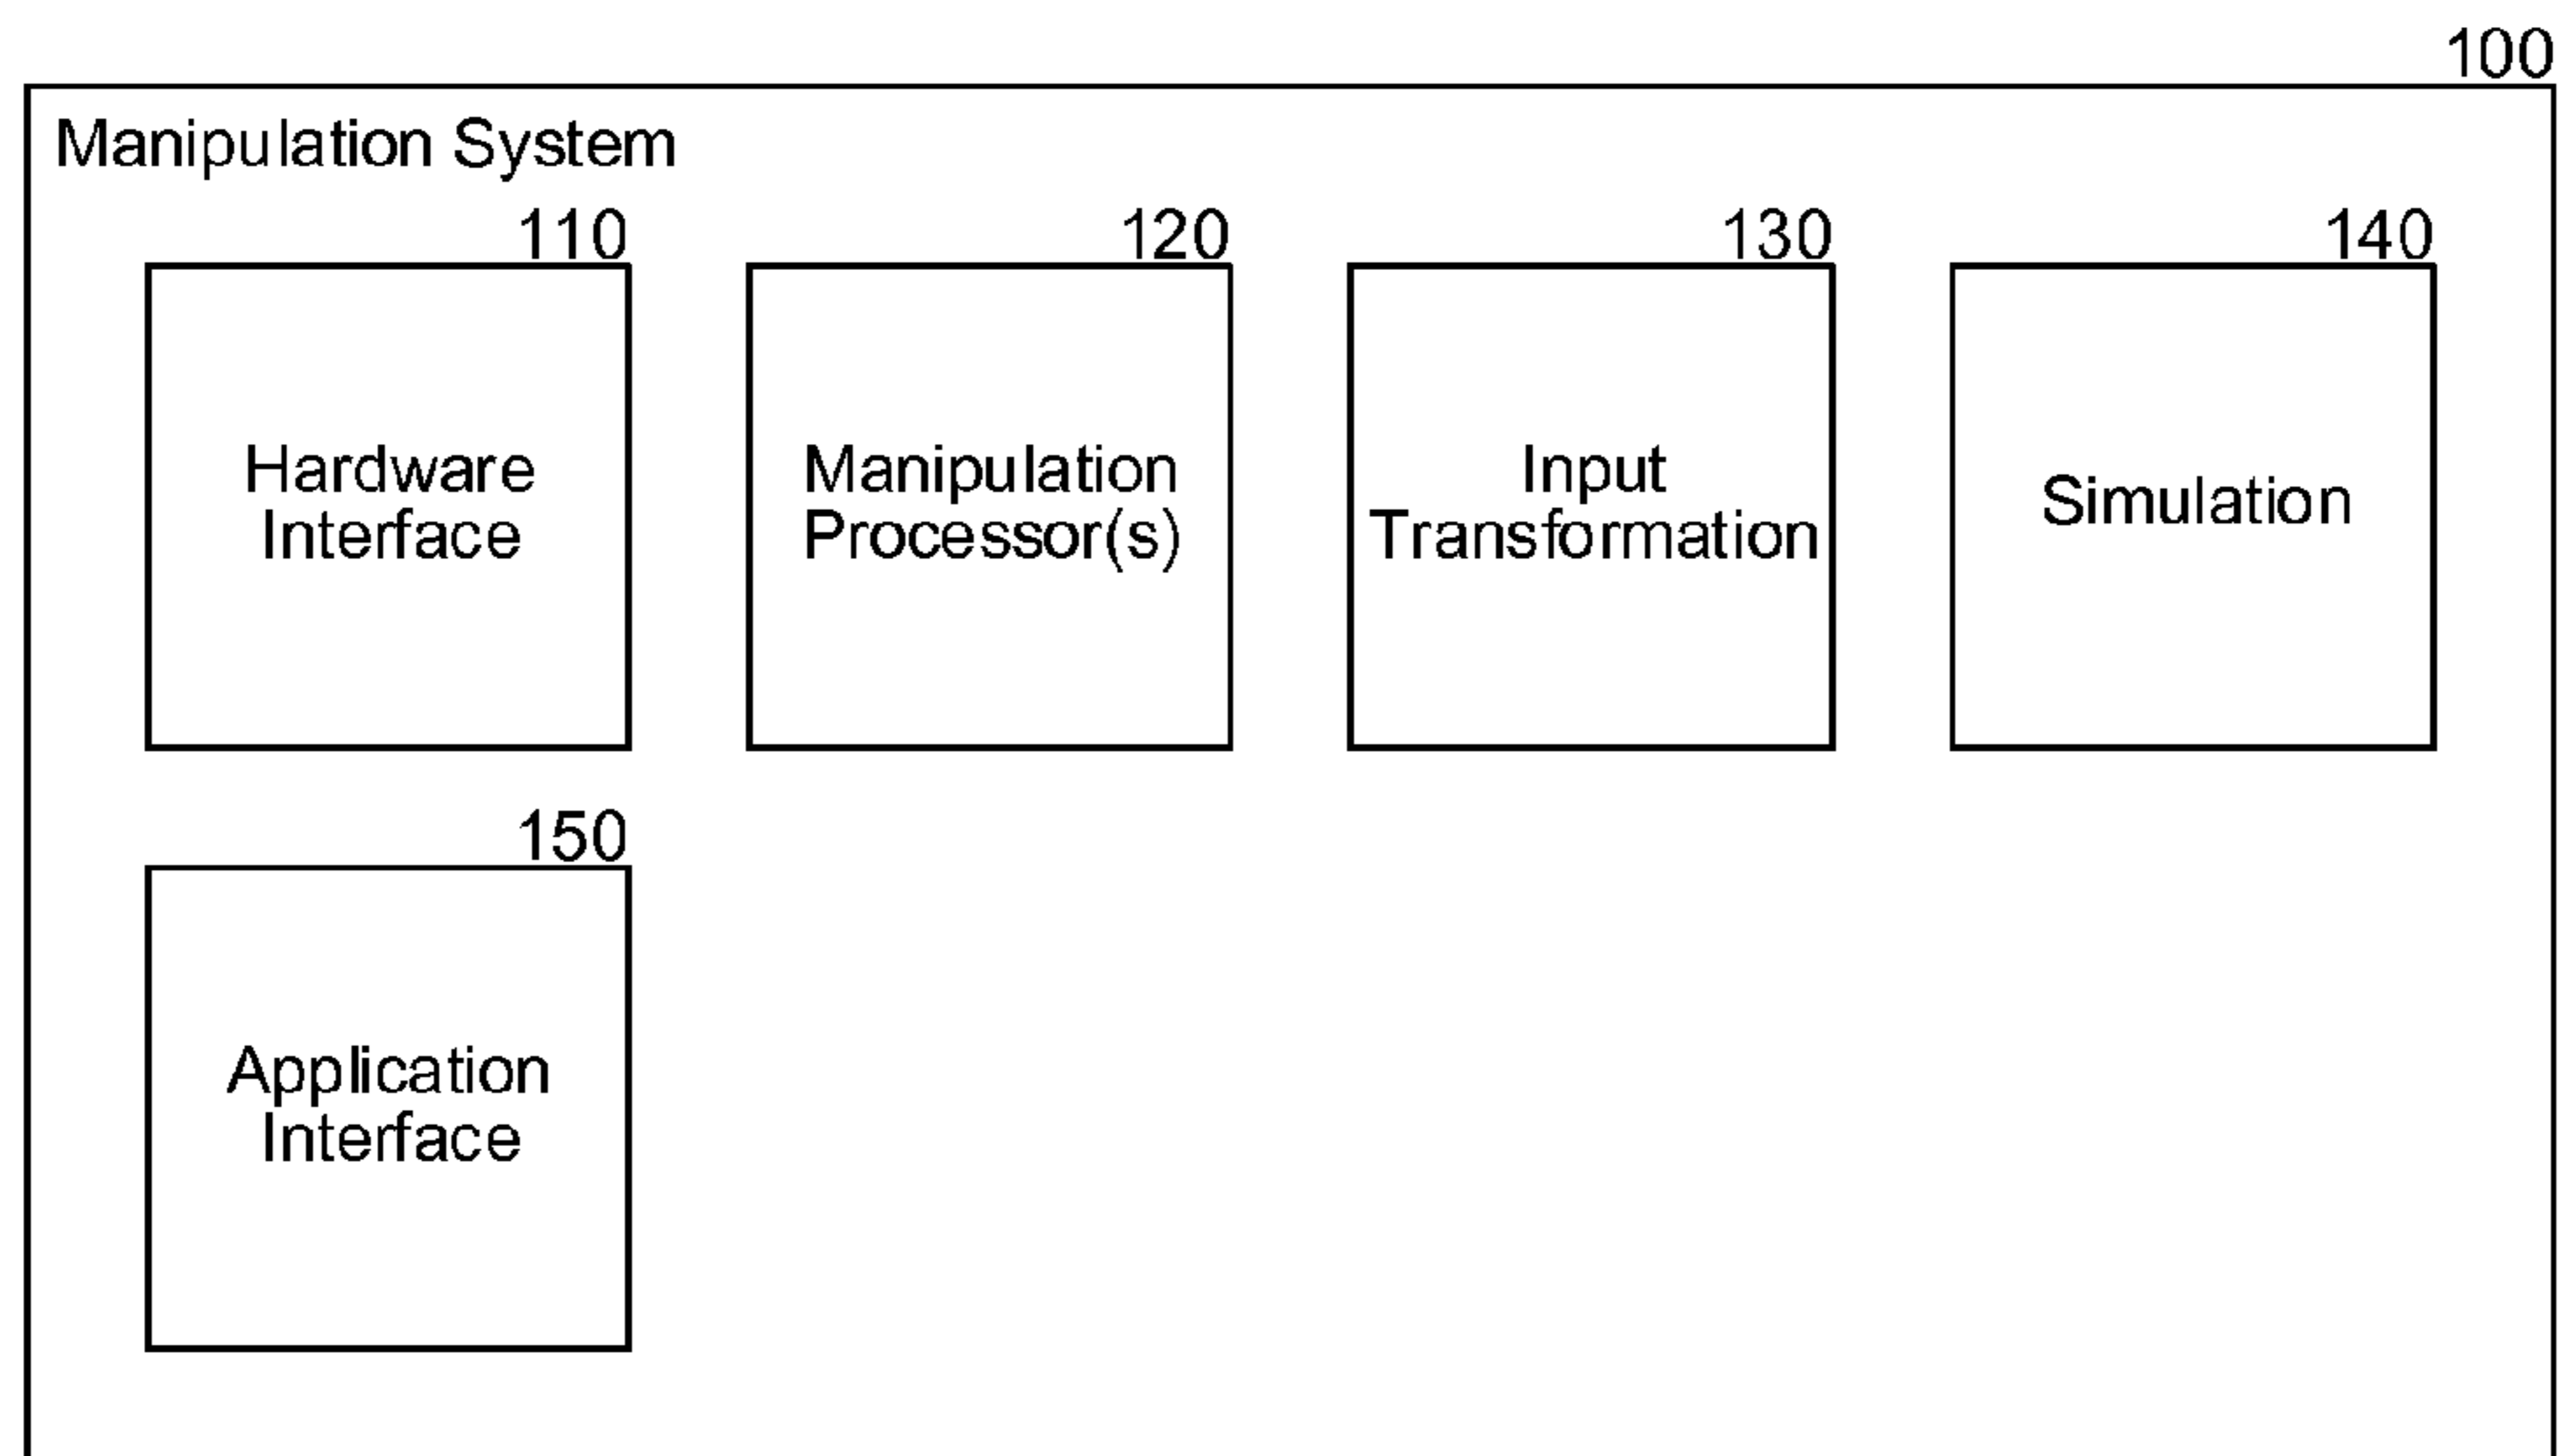 100
Manipulation System
110
120
130
140
Hardware
Interface
Manipulation
Processor(s)
Input
Transformation
Simulation
150
Application
Interface